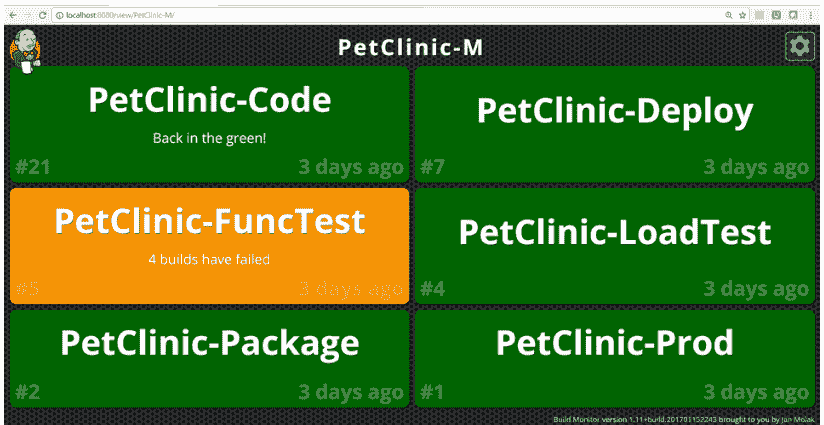 localhost:8080/view/PetClinic-M/
PetClinic-M
PetClinic-Code
Back in the green!
#21
3 days ago
PetClinic-Deploy
#7
3 days ago
PetClinic-FuncTest
4 builds have failed
#5
3 days ago
PetClinic-LoadTest
#4
3 days ago
PetClinic-Package
#2
3 days ago
PetClinic-Prod
#1
3 days ago
Build Monitor version 1.11+build.201701152243 brought to you by Jan Molak